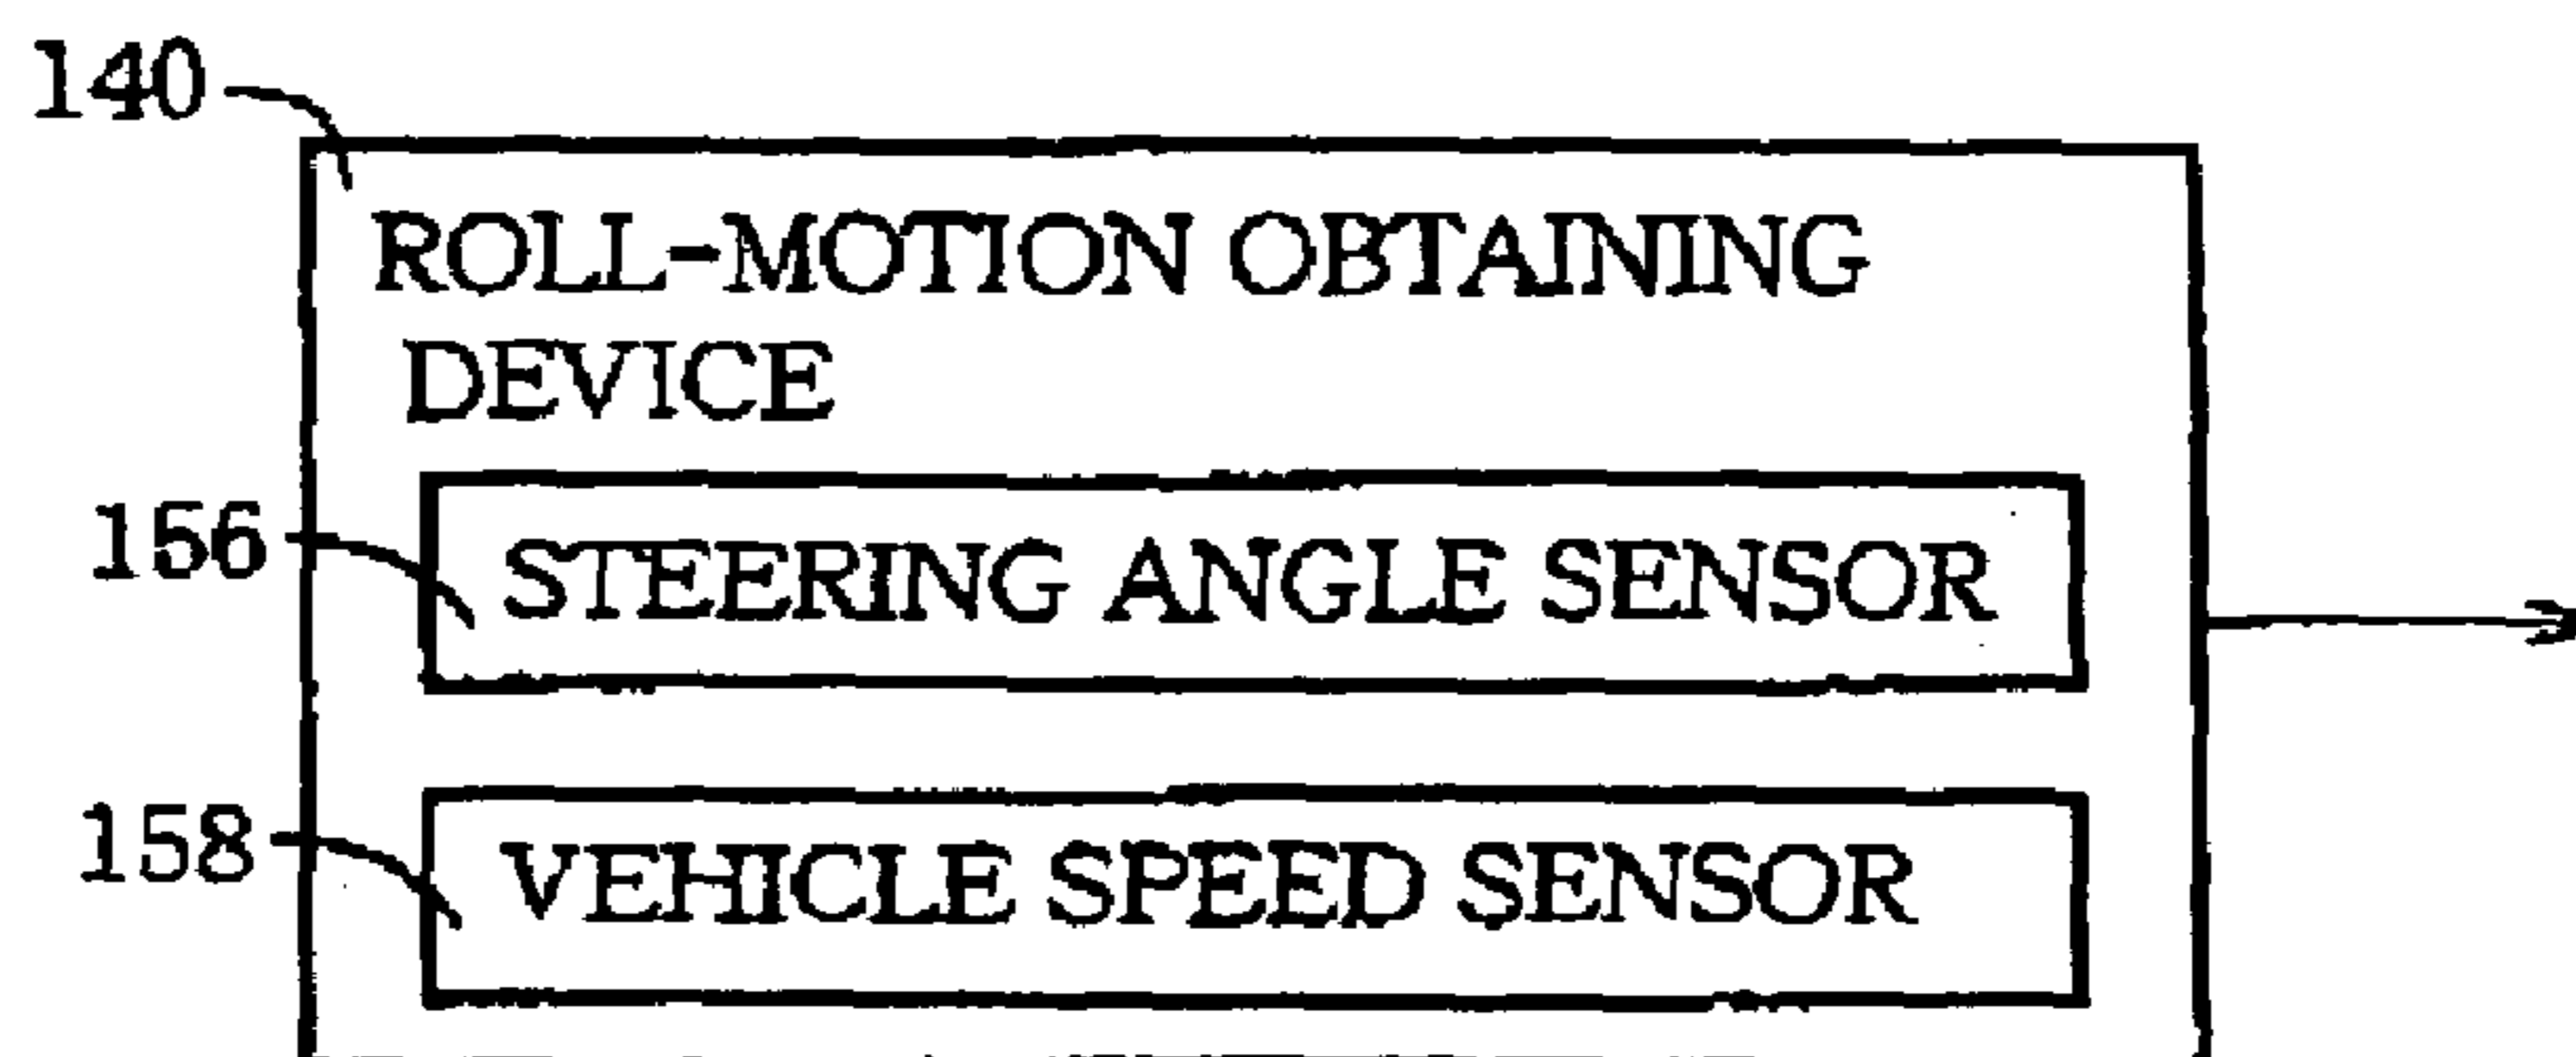 140
ROLL-MOTION OBTAINING
DEVICE
156 STEERING ANGLE SENSOR
158 VEHICLE SPEED SENSOR